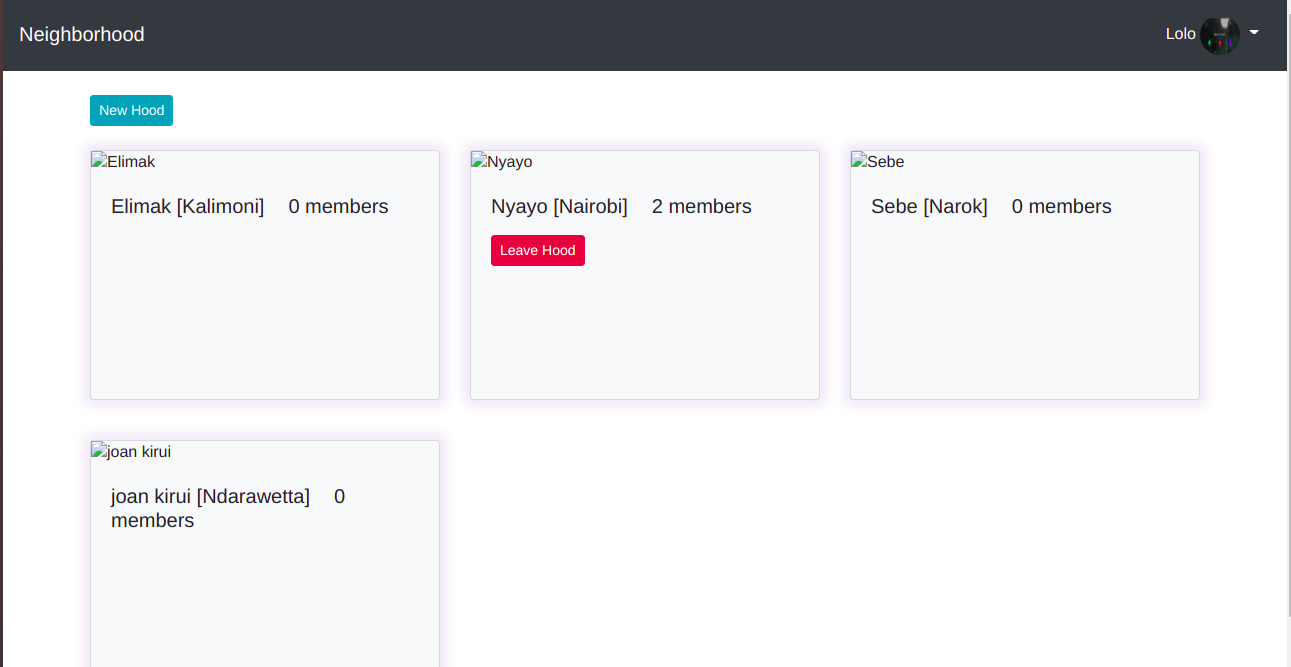 Neighborhood
Lolo
New Hood
Elimak
Elimak [Kalimoni] 0 members
Nyayo
Nyayo [Nairobi] 2 members
Leave Hood
Sebe
Sebe [Narok] 0 members
joan kirui
joan kirui [Ndarawetta] 0
members